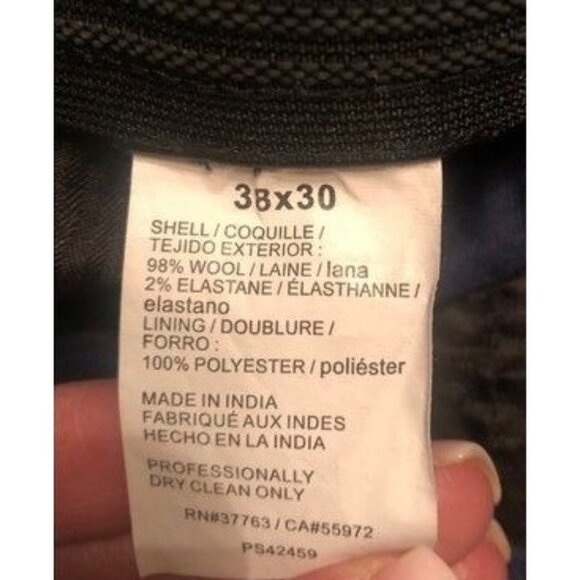 38x30
SHELL / COQUILLE /
TEJIDO EXTERIOR :
98% WOOL / LAINE / lana
2% ELASTANE / ÉLASTHANNE /
elastano
LINING / DOUBLURE /
FORRO :
100% POLYESTER / poliéster
MADE IN INDIA
FABRIQUÉ AUX INDES
HECHO EN LA INDIA
PROFESSIONALLY
DRY CLEAN ONLY
RN#37763 / CA#55972
PS42459